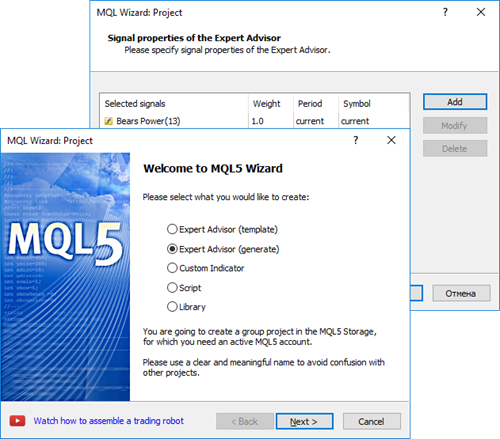 MQL Wizard: Project
Signal properties of the Expert Advisor
Please specify signal properties of the Expert Advisor.
Selected signals Weight Period Symbol
Bears Power(13) 1.0 current current
Add
Modify
Delete
Отмена
MQL Wizard: Project
MQL5
Welcome to MQL5 Wizard
Please select what you would like to create:
Expert Advisor (template)
Expert Advisor (generate)
Custom Indicator
Script
Library
You are going to create a group project in the MQL5 Storage,
for which you need an active MQL5 account.
Please use a clear and meaningful name to avoid confusion with
other projects.
Watch how to assemble a trading robot
< Back Next > Cancel